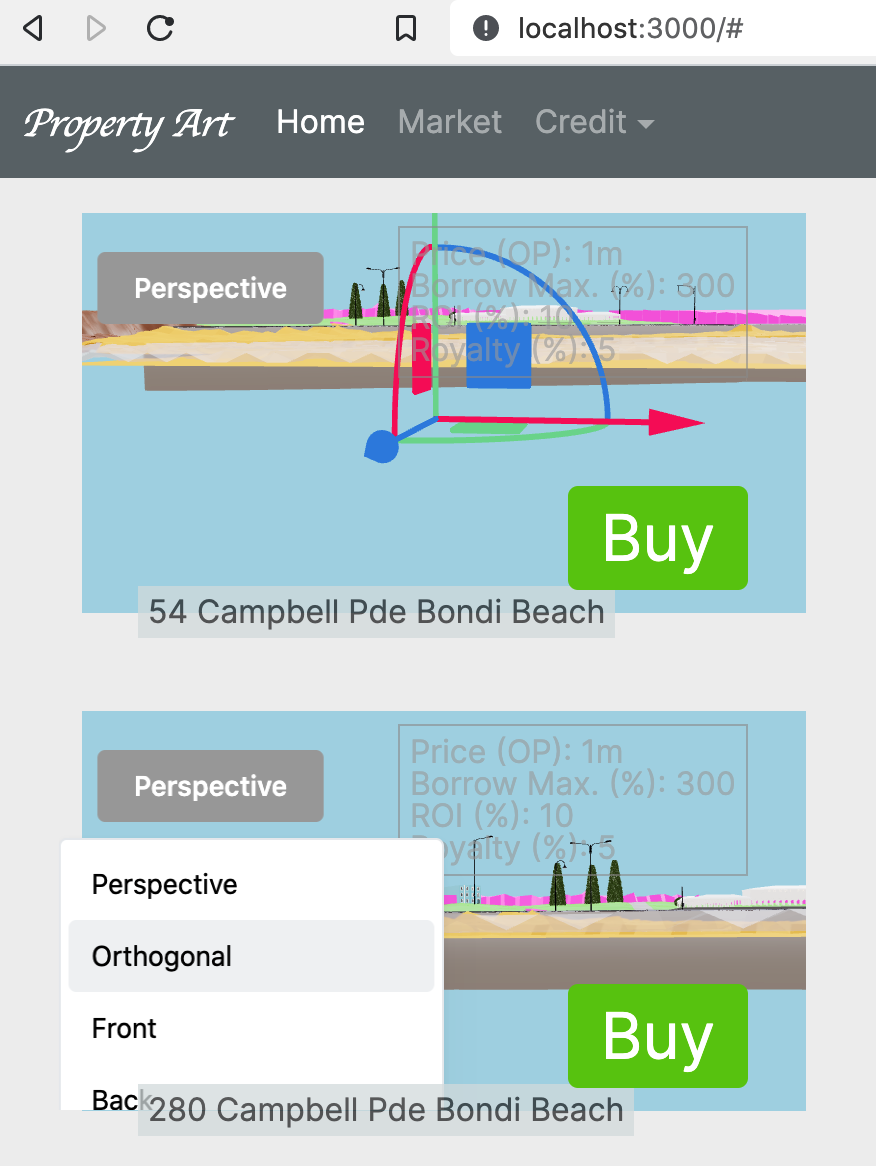 localhost:3000/#
Property Art Home Market Credit
Perspective
Price (OP): 1m
Borrow Max. (%): 300
ROI (%): 10
Royalty (%): 5
Buy
54 Campbell Pde Bondi Beach
Perspective
Price (OP): 1m
Borrow Max. (%): 300
ROI (%): 10
Royalty (%): 5
Perspective
Orthogonal
Front
Back
Buy
280 Campbell Pde Bondi Beach